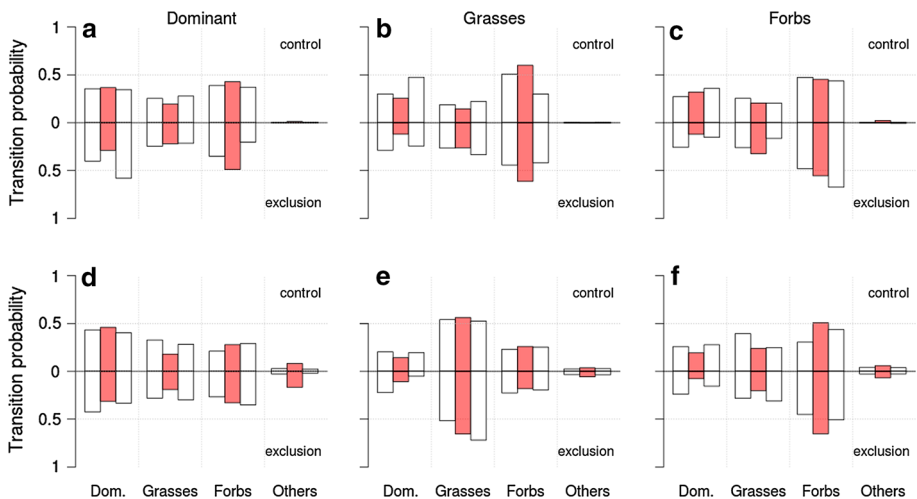 Dominant Grasses Forbs
a b c
Transition probability
1 control control control
0.5
0
0.5
1 exclusion exclusion exclusion
d e f
Transition probability
1 control control control
0.5
0
0.5
1 exclusion exclusion exclusion
Dom. Grasses Forbs Others Dom. Grasses Forbs Others Dom. Grasses Forbs Others